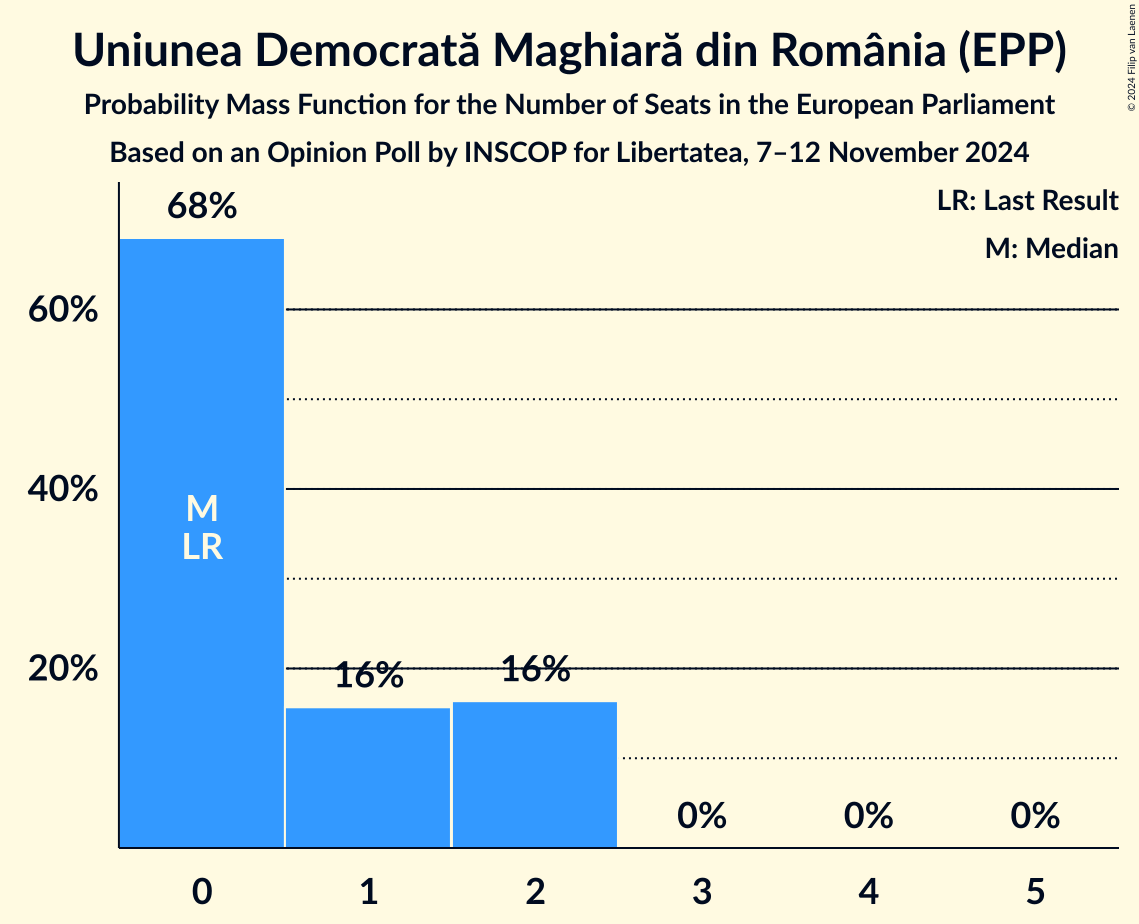 Uniunea Democrată Maghiară din România (EPP)
Probability Mass Function for the Number of Seats in the European Parliament
Based on an Opinion Poll by INSCOP for Libertatea, 7–12 November 2024
© 2024 Filip van Laenen
LR: Last Result
M: Median
68%
60%
40%
20%
M
LR
16%
16%
0%
0%
0%
0
1
2
3
4
5